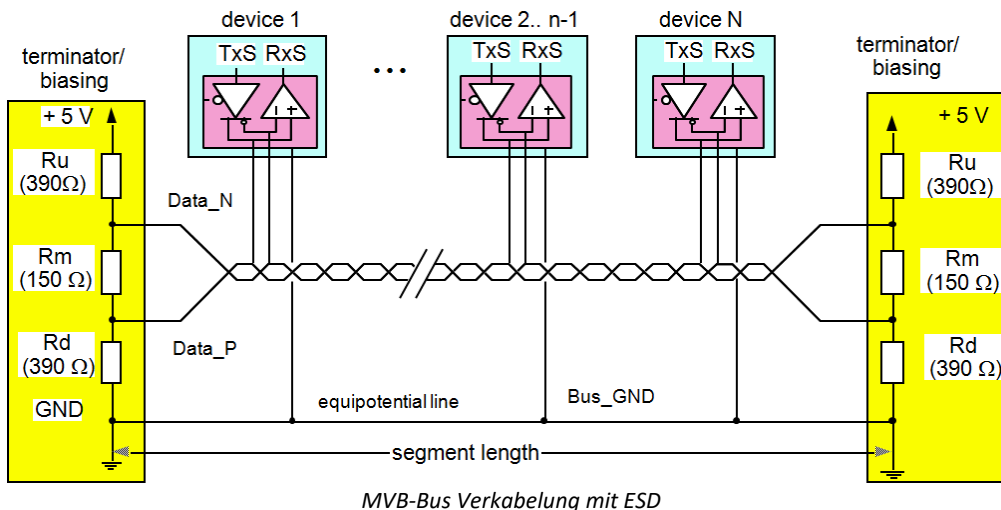 device 1
device 2.. n-1
device N
terminator/
biasing
terminator/
biasing
TxS RxS
...
TxS RxS
TxS RxS
+ 5 V
+ 5 V
Ru
(390Ω)
Ru
(390Ω)
Data_N
Rm
(150 Ω)
Rm
(150 Ω)
Rd
(390 Ω)
Rd
(390 Ω)
Data_P
GND
equipotential line
Bus_GND
segment length
MVB-Bus Verkabelung mit ESD